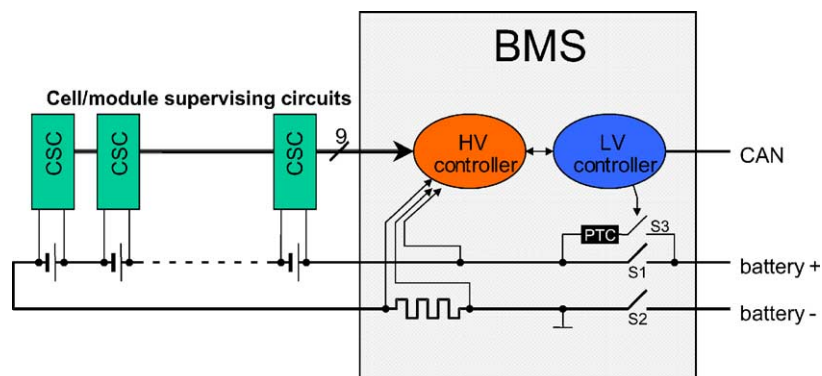 BMS
Cell/module supervising circuits
CSC
CSC
CSC
9
HV
controller
LV
controller
CAN
PTC
S3
S1
battery +
S2
battery -